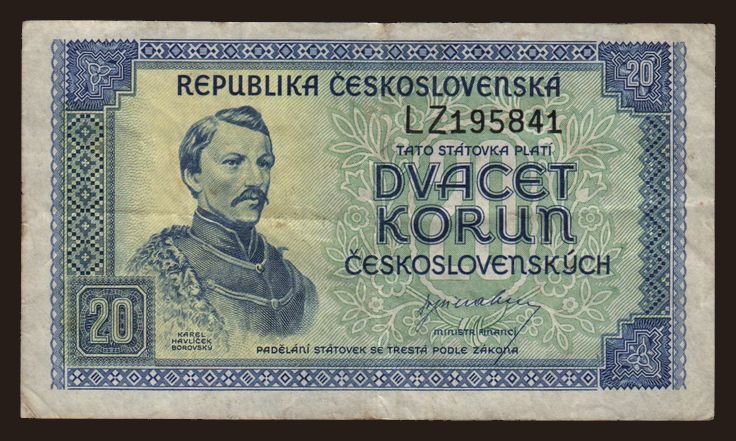 20
REPUBLIKA ČESKOSLOVENSKÁ
LZ195841
TATO STÁTOVKA PLATÍ
DVACET
KORUN
ČESKOSLOVENSKÝCH
MINISTR FINANCÍ
20
KAREL
HAVLÍČEK
BOROVSKÝ
PADĚLÁNÍ STÁTOVEK SE TRESTÁ PODLE ZÁKONA